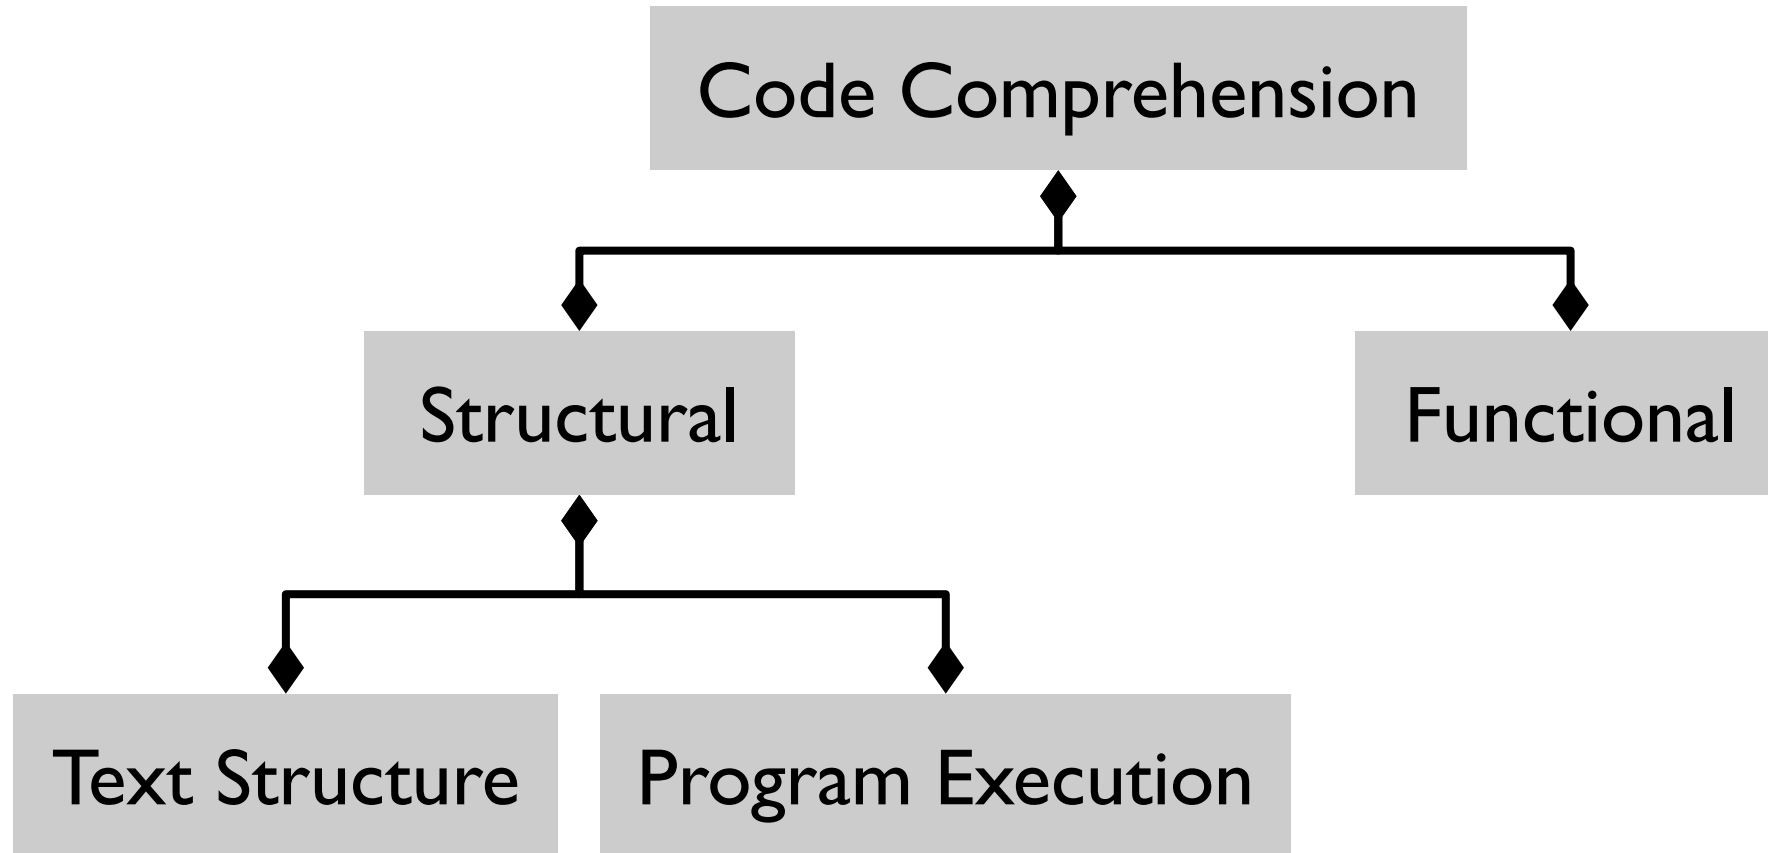 Code Comprehension
Structural
Functional
Text Structure
Program Execution